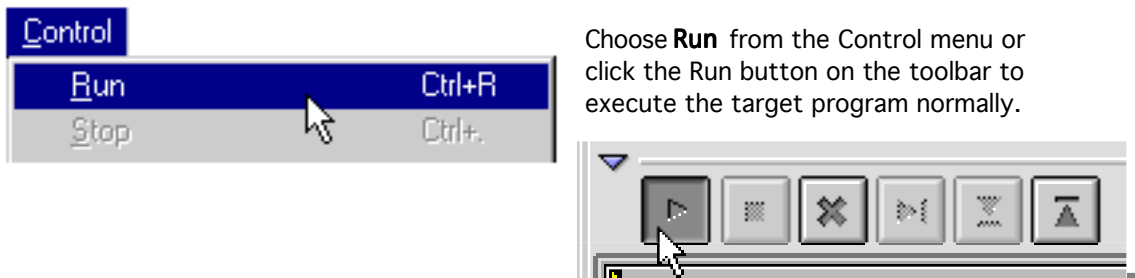 Control
Run Ctrl+R
Stop Ctrl+.
Choose Run from the Control menu or
click the Run button on the toolbar to
execute the target program normally.